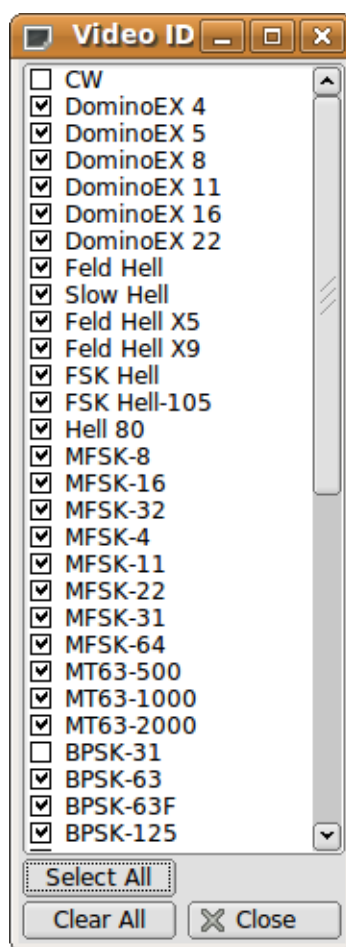 Video ID
CW
DominoEX 4
DominoEX 5
DominoEX 8
DominoEX 11
DominoEX 16
DominoEX 22
Feld Hell
Slow Hell
Feld Hell X5
Feld Hell X9
FSK Hell
FSK Hell-105
Hell 80
MFSK-8
MFSK-16
MFSK-32
MFSK-4
MFSK-11
MFSK-22
MFSK-31
MFSK-64
MT63-500
MT63-1000
MT63-2000
BPSK-31
BPSK-63
BPSK-63F
BPSK-125
Select All
Clear All Close